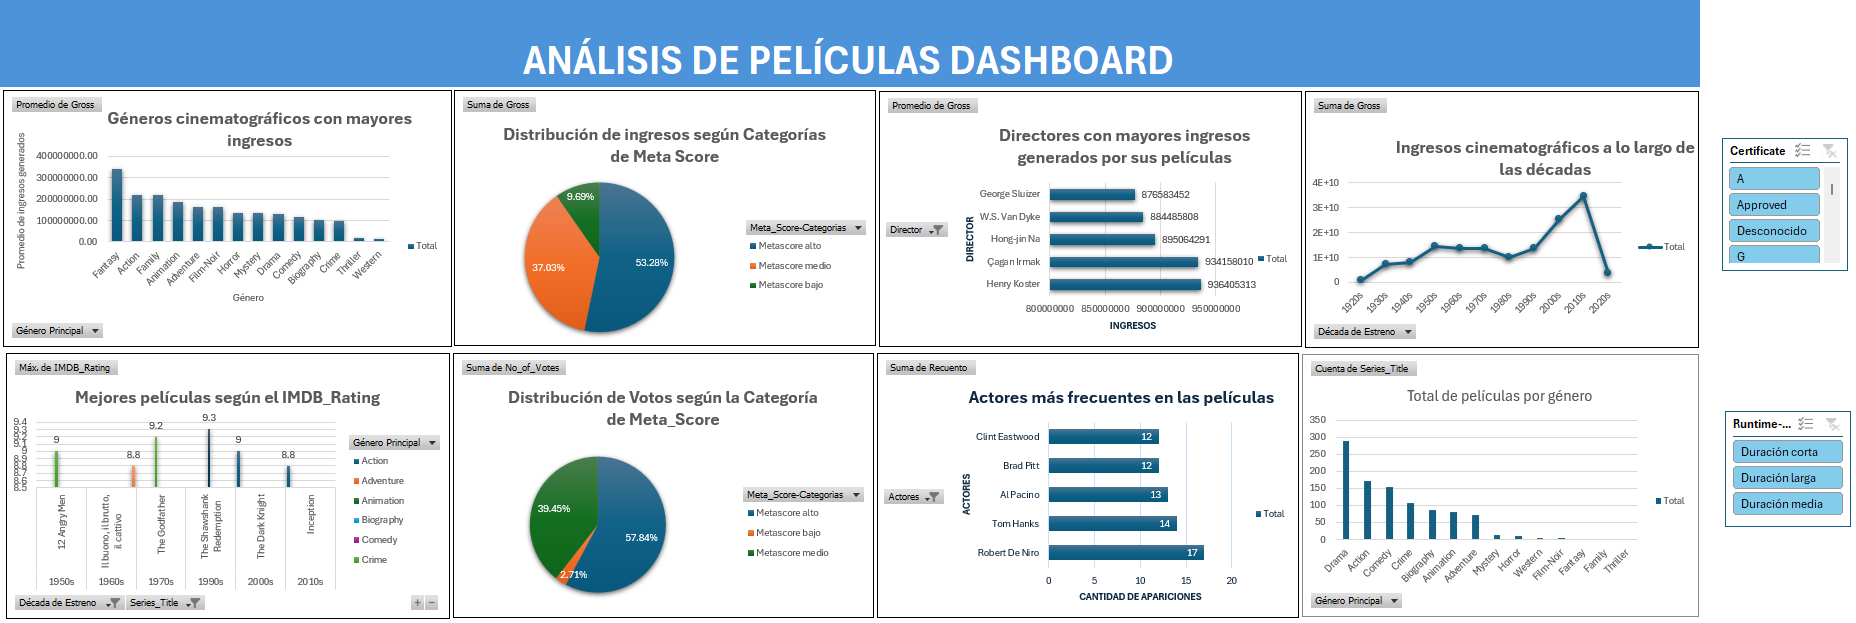 ANÁLISIS DE PELÍCULAS DASHBOARD
Promedio de Gross
Géneros cinematográficos con mayores
ingresos
Promedio de ingresos generados
400000000.00
300000000.00
200000000.00
100000000.00
0.00
Fantasy
Action
Family
Animation
Adventure
Film-Noir
Horror
Mystery
Drama
Comedy
Biography
Crime
Thriller
Western
Total
Género
Género Principal
Suma de Gross
Distribución de ingresos según Categorías
de Meta Score
9.69%
37.03%
53.28%
Meta_Score-Categorias
Metascore alto
Metascore medio
Metascore bajo
Promedio de Gross
Directores con mayores ingresos
generados por sus películas
Director
DIRECTOR
George Sluizer 876583452
W.S. Van Dyke 884485808
Hong-jin Na 895064291
Çagan Irmak 934158010
Henry Koster 936405313
Total
800000000 850000000 900000000 950000000
INGRESOS
Suma de Gross
Ingresos cinematográficos a lo largo de
las décadas
4E+10
3E+10
2E+10
1E+10
0
1920s
1930s
1940s
1950s
1960s
1970s
1980s
1990s
2000s
2010s
2020s
Total
Década de Estreno
Certificate
A
Approved
Desconocido
G
Máx. de IMDB_Rating
Mejores películas según el IMDB_Rating
9.4
9.3
9.2
9.1
9
8.9
8.8
8.7
8.6
8.5
9
8.8
9.2
9.3
9
8.8
12 Angry Men
Il buono, il brutto,
il cattivo
The Godfather
The Shawshank
Redemption
The Dark Knight
Inception
1950s 1960s 1970s 1990s 2000s 2010s
Género Principal
Action
Adventure
Animation
Biography
Comedy
Crime
Década de Estreno Series_Title
+ −
Suma de No_of_Votes
Distribución de Votos según la Categoría
de Meta_Score
39.45%
57.84%
2.71%
Meta_Score-Categorias
Metascore alto
Metascore bajo
Metascore medio
Suma de Recuento
Actores más frecuentes en las películas
Actores
ACTORES
Clint Eastwood 12
Brad Pitt 12
Al Pacino 13
Tom Hanks 14
Robert De Niro 17
Total
0 5 10 15 20
CANTIDAD DE APARICIONES
Cuenta de Series_Title
Total de películas por género
350
300
250
200
150
100
50
0
Drama
Action
Comedy
Crime
Biography
Animation
Adventure
Mystery
Horror
Western
Film-Noir
Fantasy
Family
Thriller
Total
Género Principal
Runtime-...
Duración corta
Duración larga
Duración media